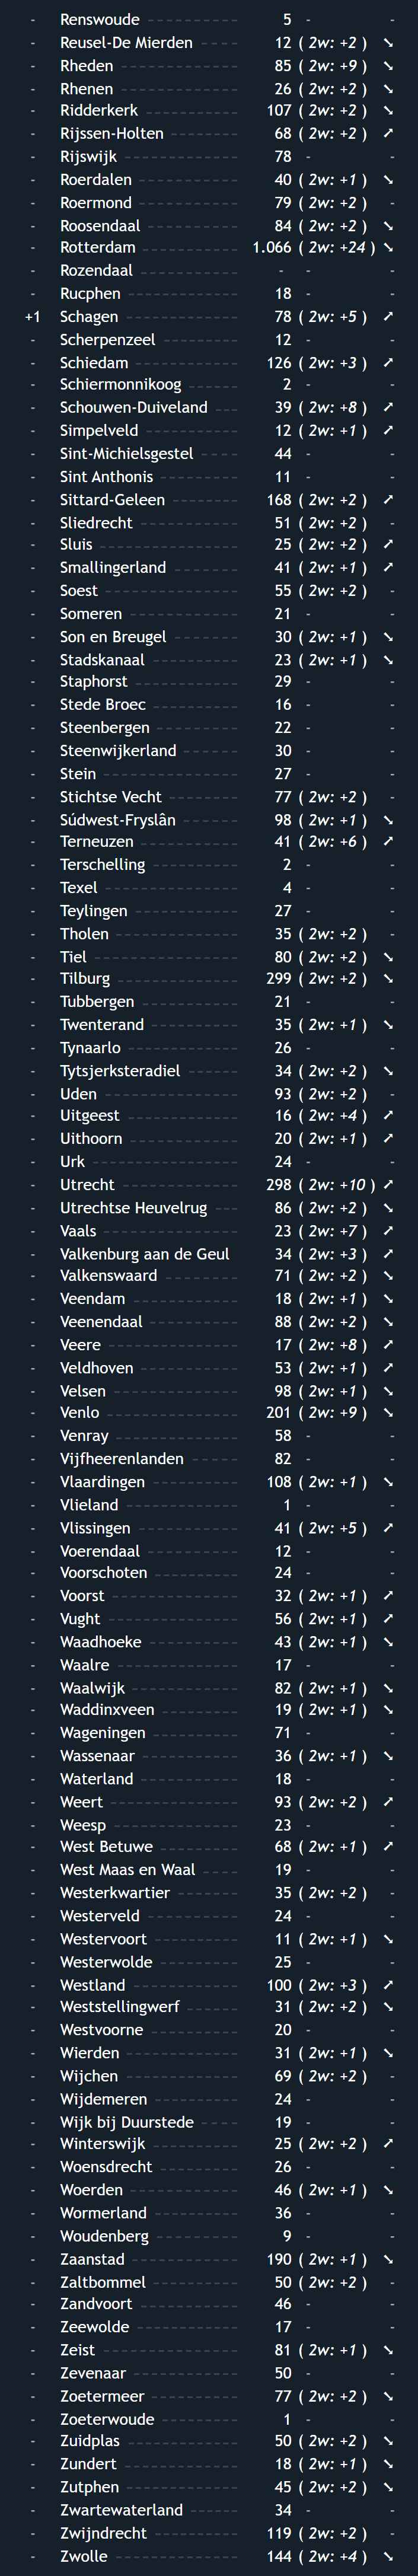 - Renswoude 5 - -
- Reusel-De Mierden 12 ( 2w: +2 ) ➘
- Rheden 85 ( 2w: +9 ) ➘
- Rhenen 26 ( 2w: +2 ) ➘
- Ridderkerk 107 ( 2w: +2 ) ➘
- Rijssen-Holten 68 ( 2w: +2 ) ➚
- Rijswijk 78 - -
- Roerdalen 40 ( 2w: +1 ) ➘
- Roermond 79 ( 2w: +2 ) -
- Roosendaal 84 ( 2w: +2 ) ➘
- Rotterdam 1.066 ( 2w: +24 ) ➘
- Rozendaal - - -
- Rucphen 18 - -
+1 Schagen 78 ( 2w: +5 ) ➚
- Scherpenzeel 12 - -
- Schiedam 126 ( 2w: +3 ) ➚
- Schiermonnikoog 2 - -
- Schouwen-Duiveland 39 ( 2w: +8 ) ➚
- Simpelveld 12 ( 2w: +1 ) ➚
- Sint-Michielsgestel 44 - -
- Sint Anthonis 11 - -
- Sittard-Geleen 168 ( 2w: +2 ) ➚
- Sliedrecht 51 ( 2w: +2 ) -
- Sluis 25 ( 2w: +2 ) ➚
- Smallingerland 41 ( 2w: +1 ) ➚
- Soest 55 ( 2w: +2 ) -
- Someren 21 - -
- Son en Breugel 30 ( 2w: +1 ) ➘
- Stadskanaal 23 ( 2w: +1 ) ➘
- Staphorst 29 - -
- Stede Broec 16 - -
- Steenbergen 22 - -
- Steenwijkerland 30 - -
- Stein 27 - -
- Stichtse Vecht 77 ( 2w: +2 ) -
- Súdwest-Fryslân 98 ( 2w: +1 ) ➘
- Terneuzen 41 ( 2w: +6 ) ➚
- Terschelling 2 - -
- Texel 4 - -
- Teylingen 27 - -
- Tholen 35 ( 2w: +2 ) -
- Tiel 80 ( 2w: +2 ) ➘
- Tilburg 299 ( 2w: +2 ) ➘
- Tubbergen 21 - -
- Twenterand 35 ( 2w: +1 ) ➘
- Tynaarlo 26 - -
- Tytsjerksteradiel 34 ( 2w: +2 ) ➘
- Uden 93 ( 2w: +2 ) -
- Uitgeest 16 ( 2w: +4 ) ➚
- Uithoorn 20 ( 2w: +1 ) ➚
- Urk 24 - -
- Utrecht 298 ( 2w: +10 ) ➚
- Utrechtse Heuvelrug 86 ( 2w: +2 ) ➘
- Vaals 23 ( 2w: +7 ) ➚
- Valkenburg aan de Geul 34 ( 2w: +3 ) ➚
- Valkenswaard 71 ( 2w: +2 ) ➘
- Veendam 18 ( 2w: +1 ) ➘
- Veenendaal 88 ( 2w: +2 ) ➘
- Veere 17 ( 2w: +8 ) ➚
- Veldhoven 53 ( 2w: +1 ) ➚
- Velsen 98 ( 2w: +1 ) ➘
- Venlo 201 ( 2w: +9 ) ➘
- Venray 58 - -
- Vijfheerenlanden 82 - -
- Vlaardingen 108 ( 2w: +1 ) ➘
- Vlieland 1 - -
- Vlissingen 41 ( 2w: +5 ) ➚
- Voerendaal 12 - -
- Voorschoten 24 - -
- Voorst 32 ( 2w: +1 ) ➚
- Vught 56 ( 2w: +1 ) ➚
- Waadhoeke 43 ( 2w: +1 ) ➘
- Waalre 17 - -
- Waalwijk 82 ( 2w: +1 ) ➘
- Waddinxveen 19 ( 2w: +1 ) ➘
- Wageningen 71 - -
- Wassenaar 36 ( 2w: +1 ) ➘
- Waterland 18 - -
- Weert 93 ( 2w: +2 ) ➚
- Weesp 23 - -
- West Betuwe 68 ( 2w: +1 ) ➚
- West Maas en Waal 19 - -
- Westerkwartier 35 ( 2w: +2 ) -
- Westerveld 24 - -
- Westervoort 11 ( 2w: +1 ) ➘
- Westerwolde 25 - -
- Westland 100 ( 2w: +3 ) ➚
- Weststellingwerf 31 ( 2w: +2 ) ➘
- Westvoorne 20 - -
- Wierden 31 ( 2w: +1 ) ➘
- Wijchen 69 ( 2w: +2 ) -
- Wijdemeren 24 - -
- Wijk bij Duurstede 19 - -
- Winterswijk 25 ( 2w: +2 ) ➚
- Woensdrecht 26 - -
- Woerden 46 ( 2w: +1 ) ➘
- Wormerland 36 - -
- Woudenberg 9 - -
- Zaanstad 190 ( 2w: +1 ) ➘
- Zaltbommel 50 ( 2w: +2 ) -
- Zandvoort 46 - -
- Zeewolde 17 - -
- Zeist 81 ( 2w: +1 ) ➘
- Zevenaar 50 - -
- Zoetermeer 77 ( 2w: +2 ) ➘
- Zoeterwoude 1 - -
- Zuidplas 50 ( 2w: +2 ) ➘
- Zundert 18 ( 2w: +1 ) ➘
- Zutphen 45 ( 2w: +2 ) ➘
- Zwartewaterland 34 - -
- Zwijndrecht 119 ( 2w: +2 ) -
- Zwolle 144 ( 2w: +4 ) ➘